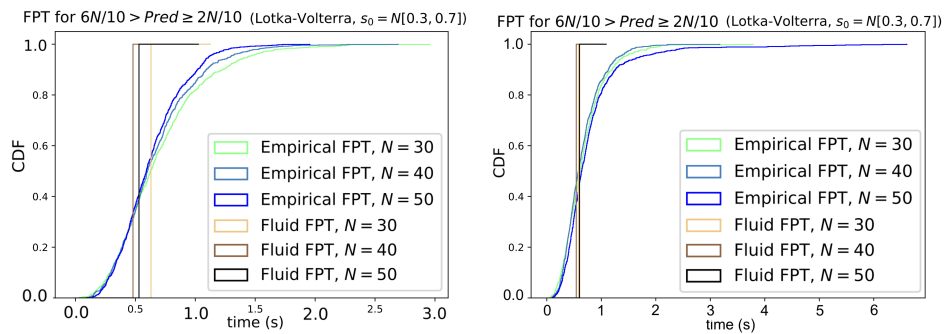 FPT for 6N/10 > Pred ≥ 2N/10 (Lotka-Volterra, s₀ = N[0.3, 0.7])
1.0
0.8
0.6
0.4
0.2
0.0
CDF
Empirical FPT, N = 30
Empirical FPT, N = 40
Empirical FPT, N = 50
Fluid FPT, N = 30
Fluid FPT, N = 40
Fluid FPT, N = 50
0.0 0.5 1.0 1.5 2.0 2.5 3.0
time (s)
FPT for 6N/10 > Pred ≥ 2N/10 (Lotka-Volterra, s₀ = N[0.3, 0.7])
1.0
0.8
0.6
0.4
0.2
0.0
CDF
Empirical FPT, N = 30
Empirical FPT, N = 40
Empirical FPT, N = 50
Fluid FPT, N = 30
Fluid FPT, N = 40
Fluid FPT, N = 50
0 1 2 3 4 5 6
time (s)